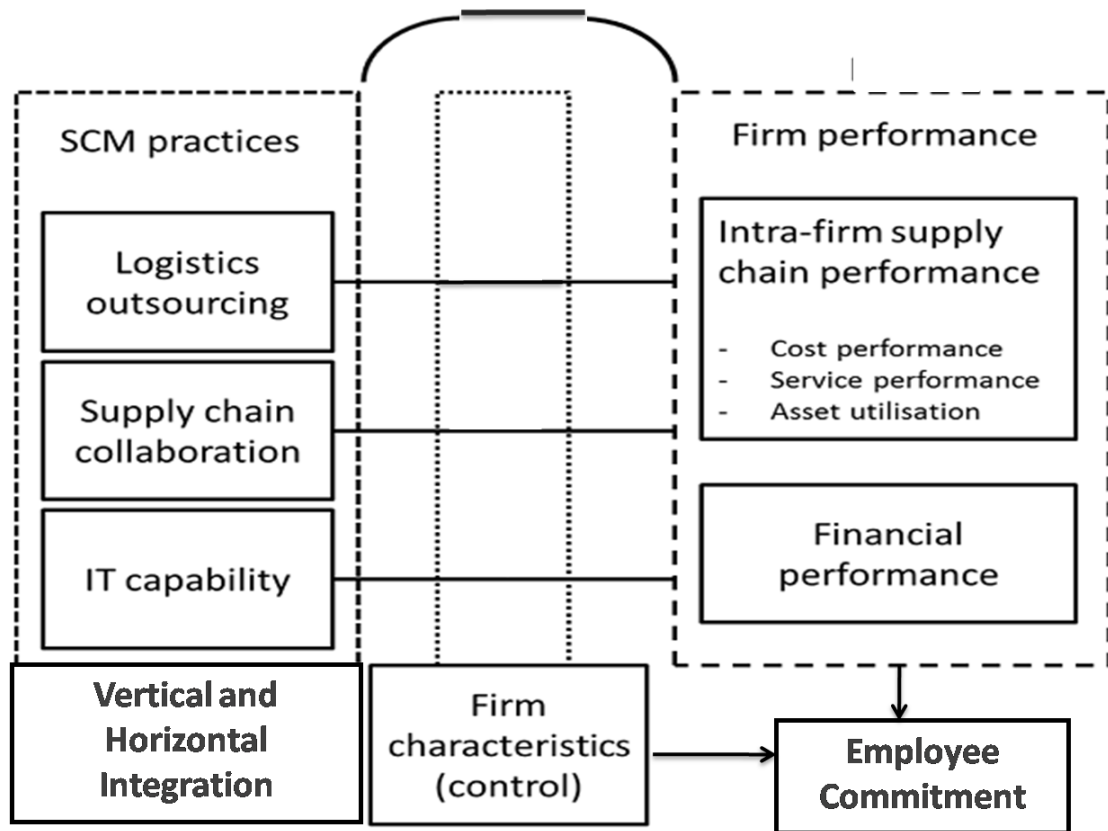 SCM practices
Logistics
outsourcing
Supply chain
collaboration
IT capability
Vertical and
Horizontal
Integration
Firm
characteristics
(control)
Firm performance
Intra-firm supply
chain performance
- Cost performance
- Service performance
- Asset utilisation
Financial
performance
Employee
Commitment